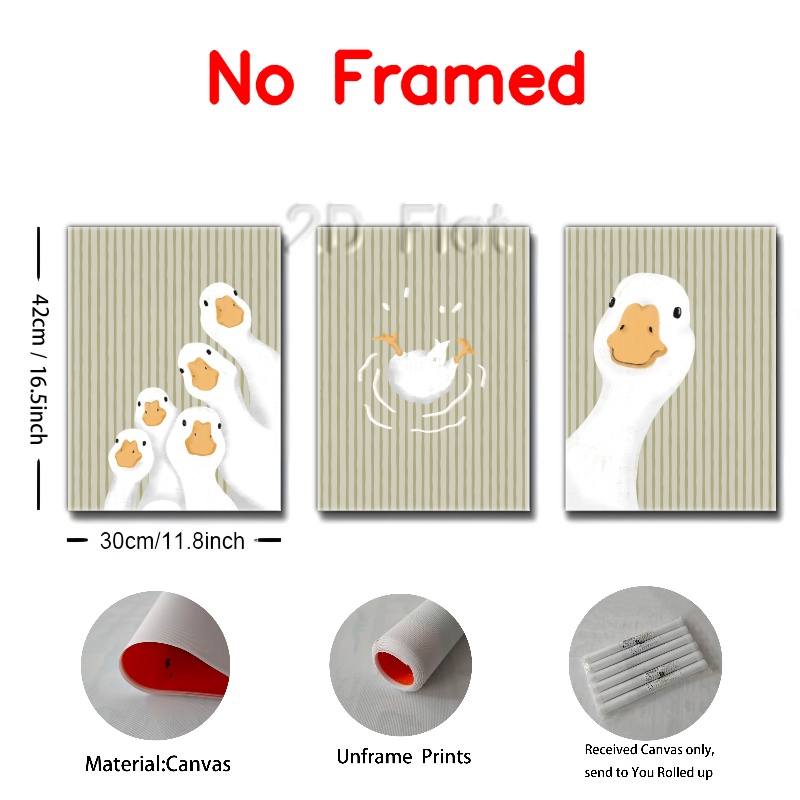 No Framed
2D Flat
42cm / 16.5inch
30cm/11.8inch
Material:Canvas
Unframe Prints
Received Canvas only,
send to You Rolled up